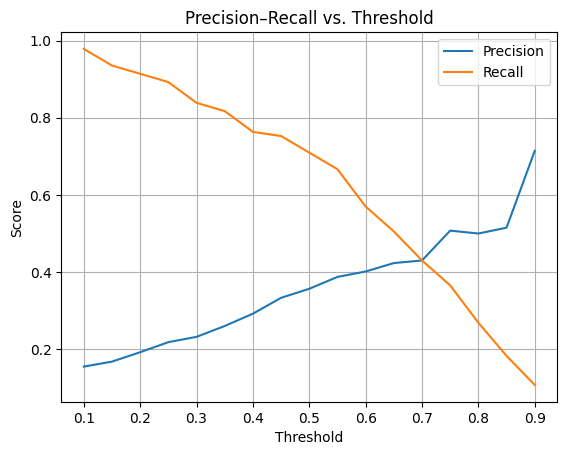 Precision–Recall vs. Threshold
Precision
Recall
Score
1.0
0.8
0.6
0.4
0.2
0.1 0.2 0.3 0.4 0.5 0.6 0.7 0.8 0.9
Threshold